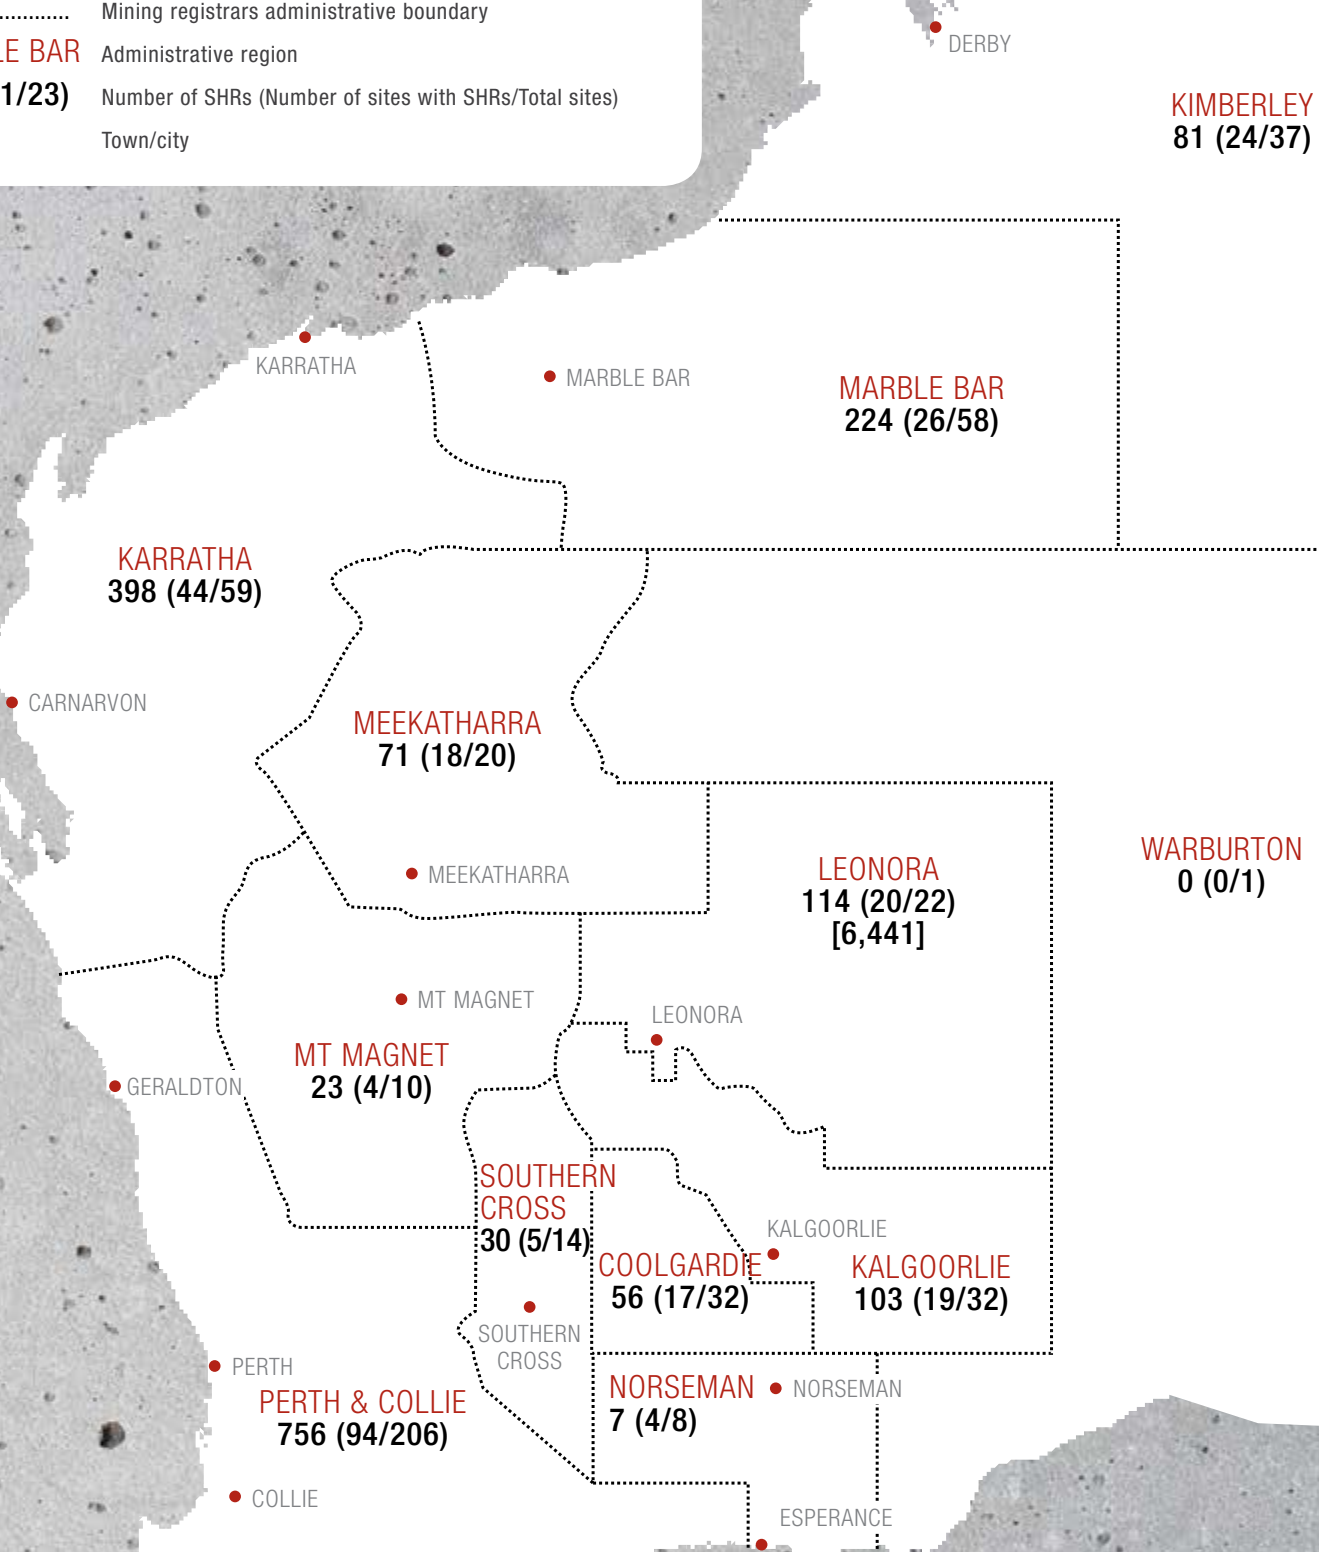 Mining registrars administrative boundary
LE BAR Administrative region
1/23) Number of SHRs (Number of sites with SHRs/Total sites)
Town/city
DERBY
KIMBERLEY
81 (24/37)
KARRATHA
MARBLE BAR
MARBLE BAR
224 (26/58)
KARRATHA
398 (44/59)
CARNARVON
MEEKATHARRA
71 (18/20)
MEEKATHARRA
LEONORA
114 (20/22)
[6,441]
WARBURTON
0 (0/1)
MT MAGNET
LEONORA
MT MAGNET
23 (4/10)
GERALDTON
SOUTHERN
CROSS
30 (5/14)
KALGOORLIE
COOLGARDIE
56 (17/32)
KALGOORLIE
103 (19/32)
SOUTHERN
CROSS
PERTH
PERTH & COLLIE
756 (94/206)
NORSEMAN
7 (4/8)
NORSEMAN
COLLIE
ESPERANCE